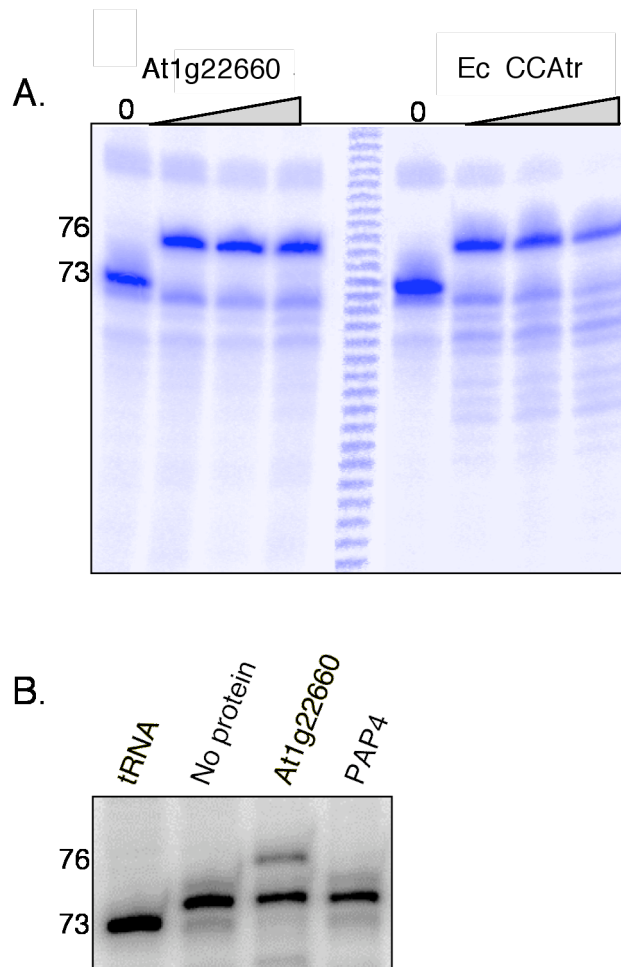 At1g22660
Ec CCAtr
A.
0
0
76
73
B.
tRNA
No protein
At1g22660
PAP4
76
73